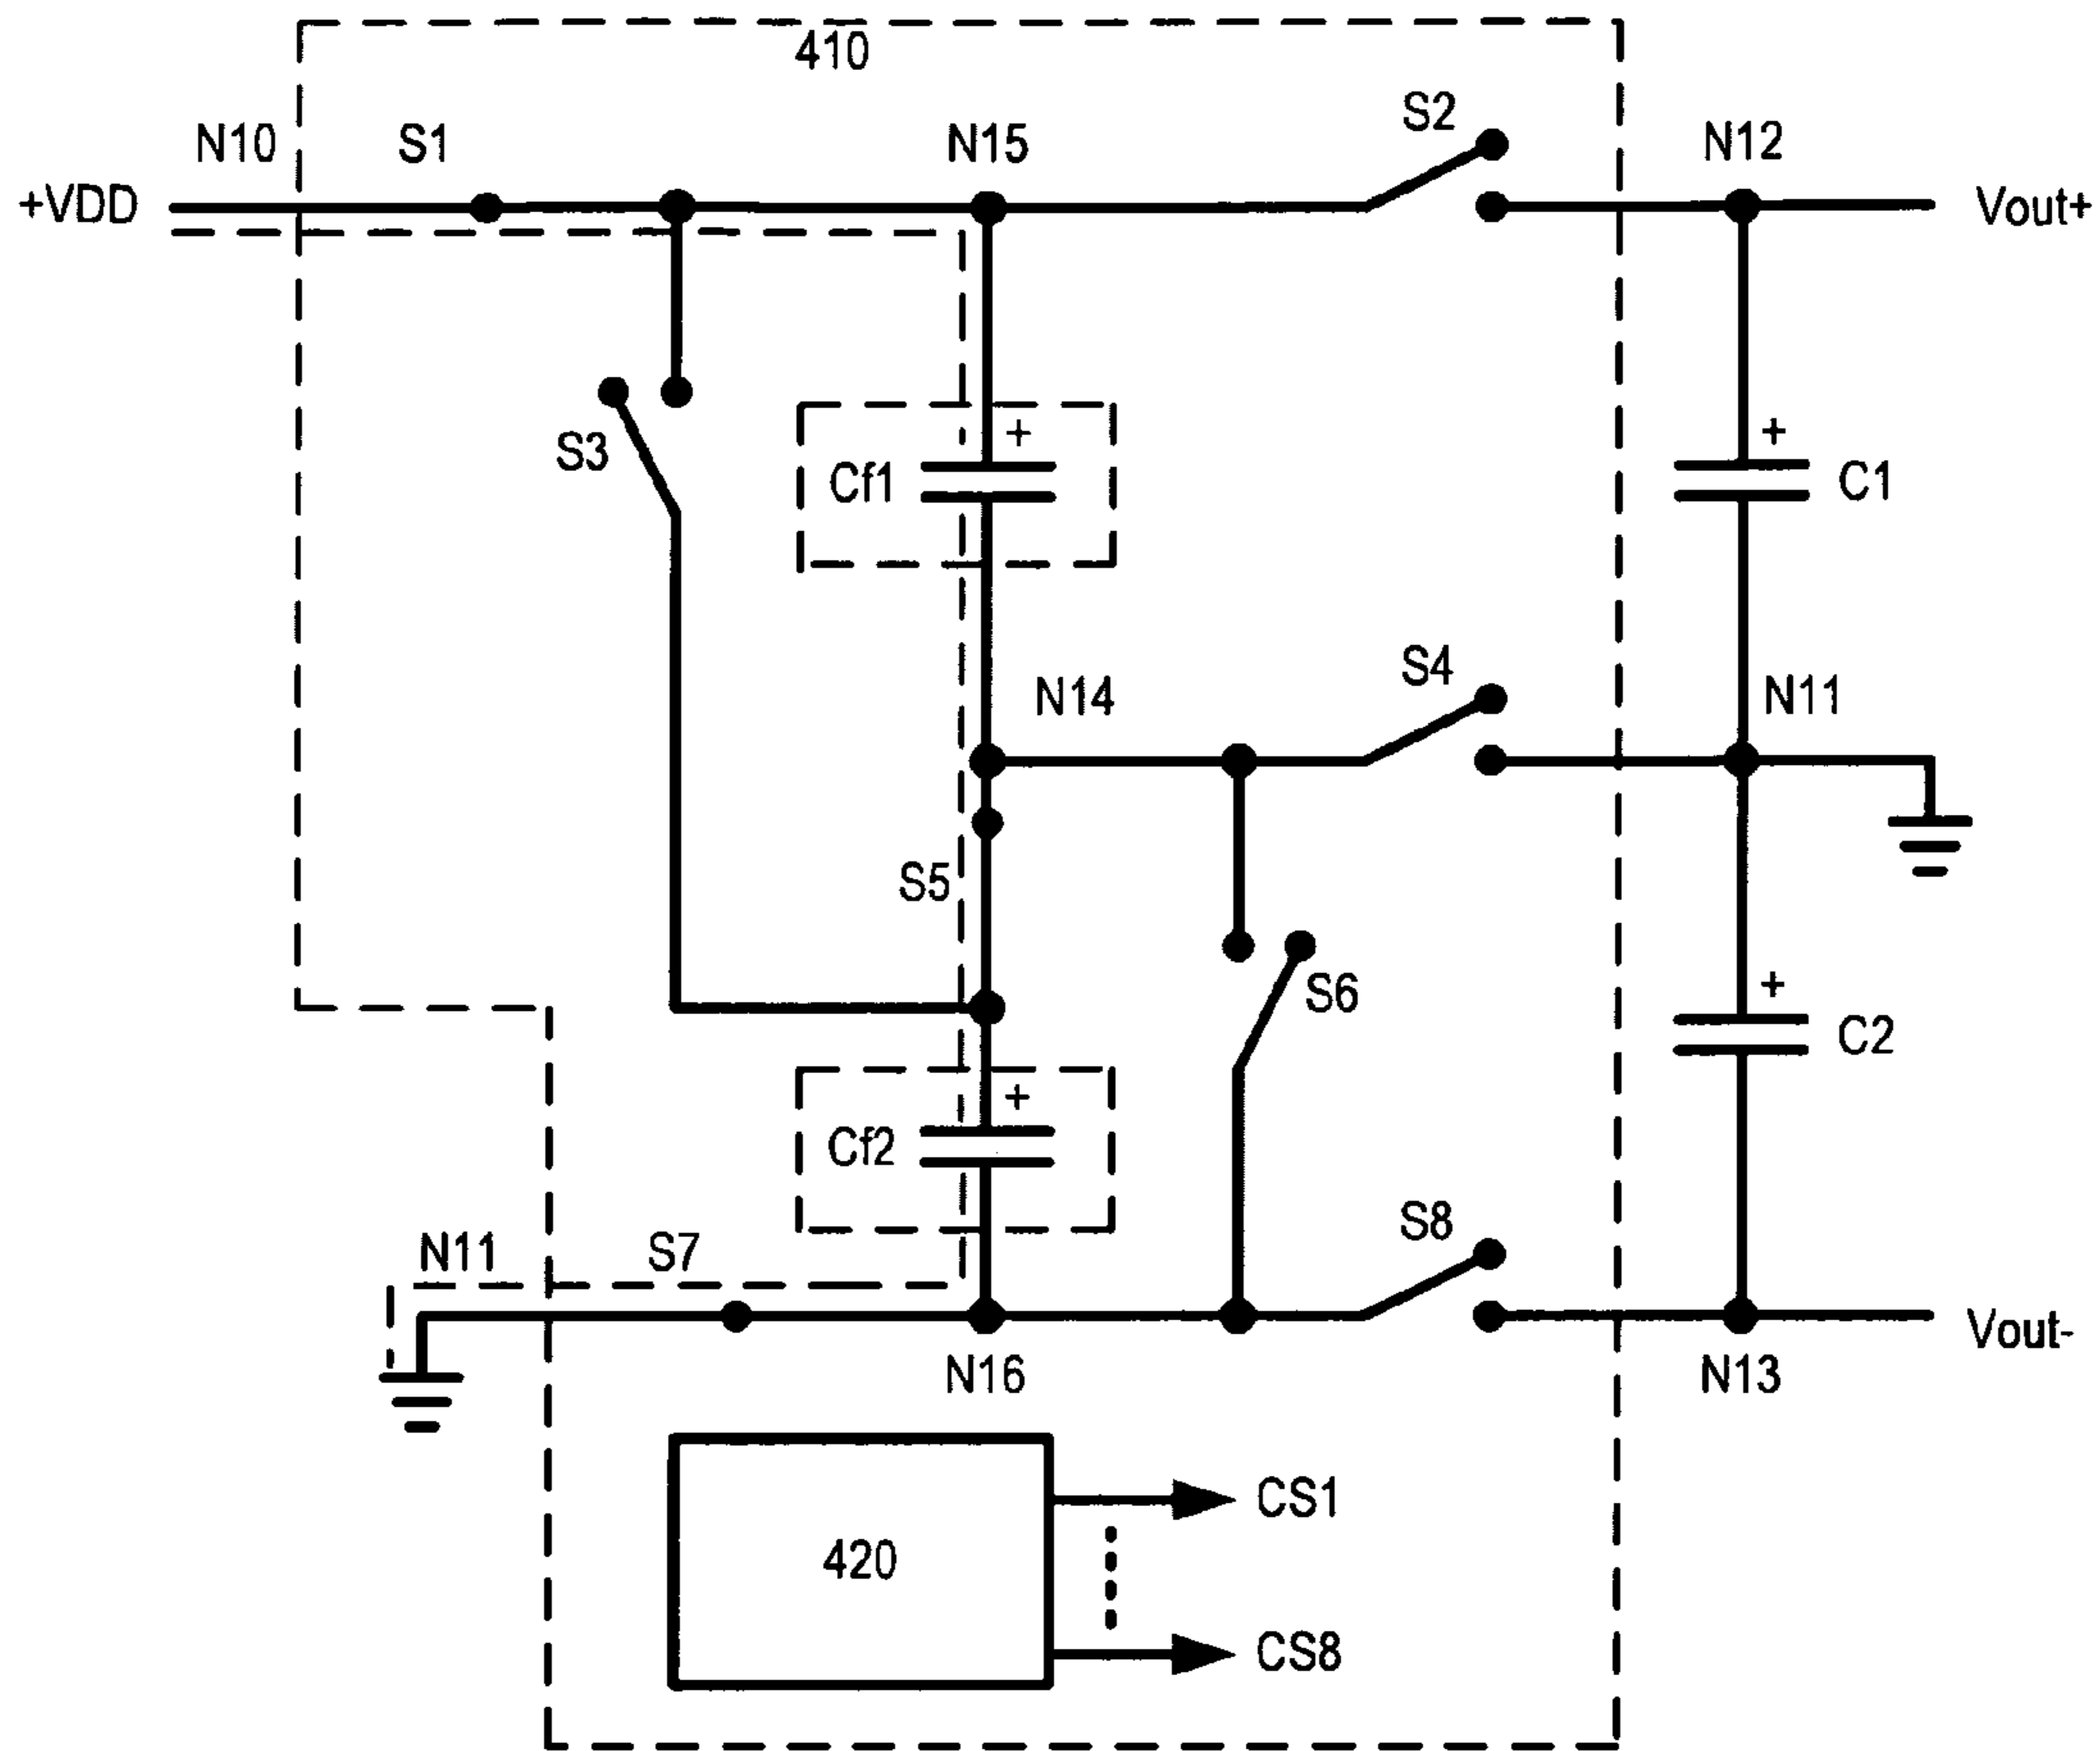 410
S2
N10
S1
N15
N12
+VDD
Vout+
S3
+
Cf1
+
C1
S4
N14
N11
S5
S6
+
C2
+
Cf2
S8
N11
S7
Vout-
N16
N13
420
CS1
CS8